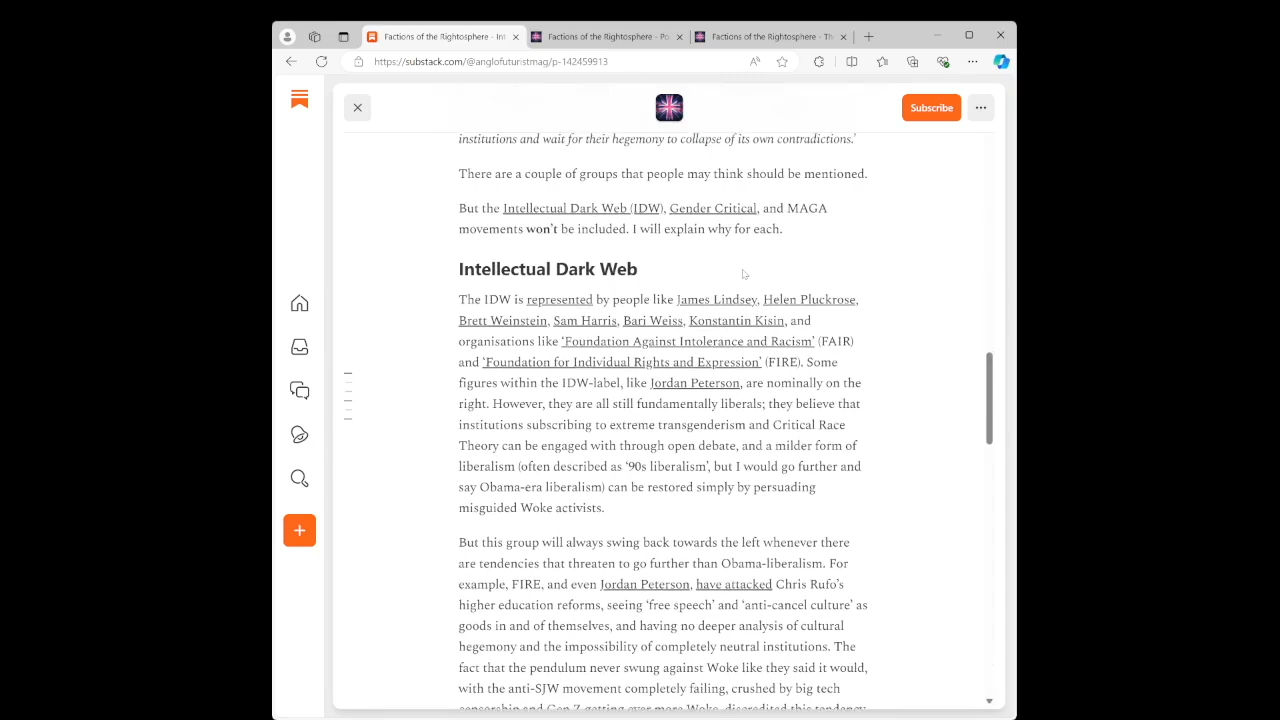 Factions of the Rightosphere - Int
Factions of the Rightosphere - Po
Factions of the Rightosphere - Th
https://substack.com/@anglofuturistmag/p-142459913
Subscribe
institutions and wait for their hegemony to collapse of its own contradictions.'
There are a couple of groups that people may think should be mentioned.
But the Intellectual Dark Web (IDW), Gender Critical, and MAGA
movements won't be included. I will explain why for each.
Intellectual Dark Web
The IDW is represented by people like James Lindsey, Helen Pluckrose,
Brett Weinstein, Sam Harris, Bari Weiss, Konstantin Kisin, and
organisations like 'Foundation Against Intolerance and Racism' (FAIR)
and 'Foundation for Individual Rights and Expression' (FIRE). Some
figures within the IDW-label, like Jordan Peterson, are nominally on the
right. However, they are all still fundamentally liberals; they believe that
institutions subscribing to extreme transgenderism and Critical Race
Theory can be engaged with through open debate, and a milder form of
liberalism (often described as '90s liberalism', but I would go further and
say Obama-era liberalism) can be restored simply by persuading
misguided Woke activists.
But this group will always swing back towards the left whenever there
are tendencies that threaten to go further than Obama-liberalism. For
example, FIRE, and even Jordan Peterson, have attacked Chris Rufo's
higher education reforms, seeing 'free speech' and 'anti-cancel culture' as
goods in and of themselves, and having no deeper analysis of cultural
hegemony and the impossibility of completely neutral institutions. The
fact that the pendulum never swung against Woke like they said it would,
with the anti-SJW movement completely failing, crushed by big tech
censorship and Gen Z getting ever more Woke, discredited this tendency